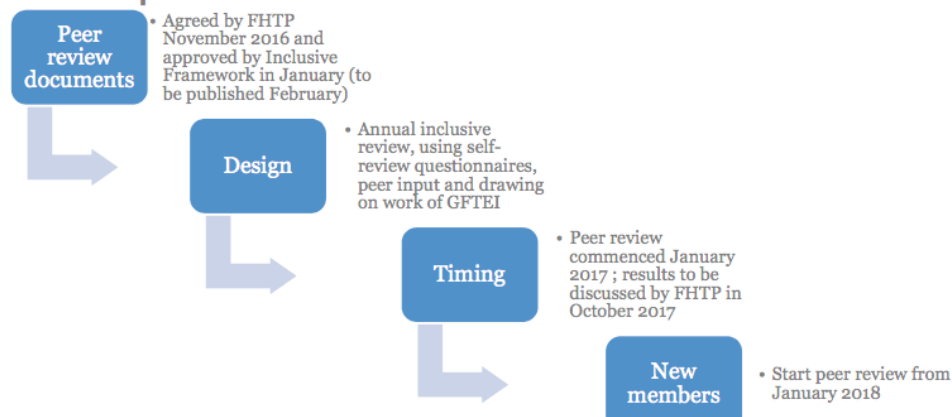 Peer
review
documents
• Agreed by FHTP
November 2016 and
approved by Inclusive
Framework in January (to
be published February)
Design
• Annual inclusive
review, using self-
review questionnaires,
peer input and drawing
on work of GFTEI
Timing
• Peer review
commenced January
2017 ; results to be
discussed by FHTP in
October 2017
New
members
• Start peer review from
January 2018